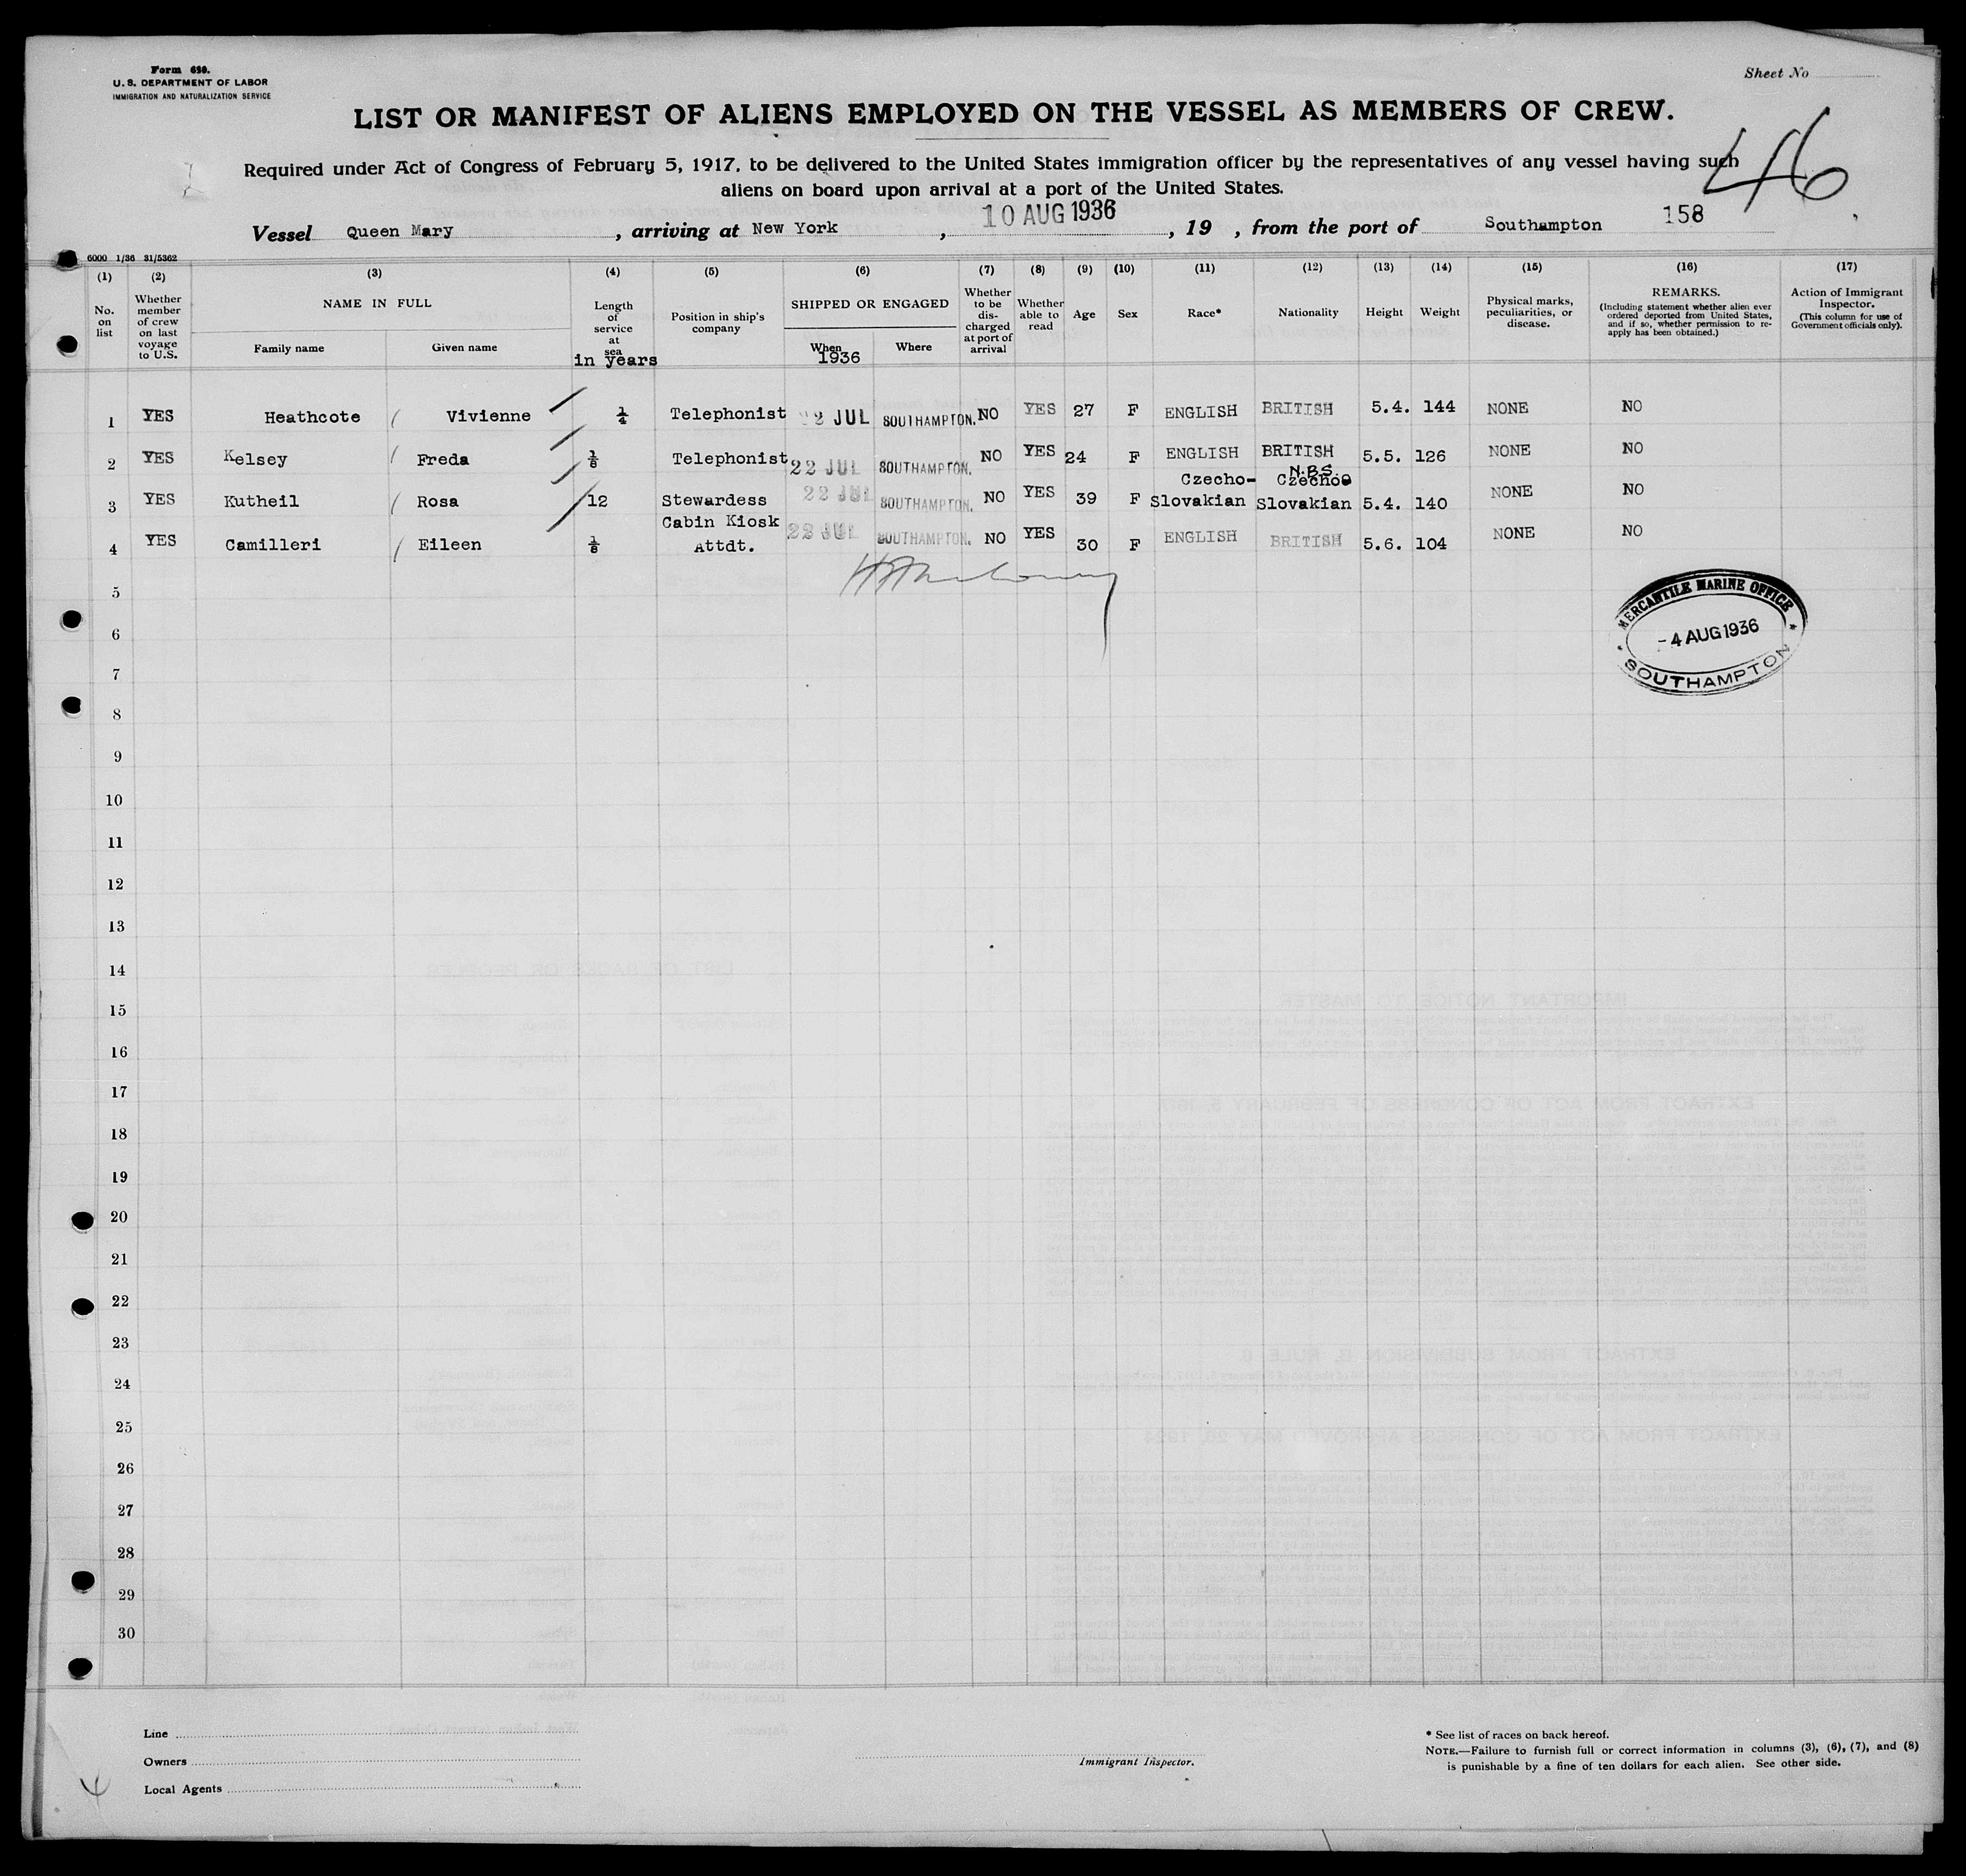 Form 680.
U. S. DEPARTMENT OF LABOR
IMMIGRATION AND NATURALIZATION SERVICE
Sheet No
LIST OR MANIFEST OF ALIENS EMPLOYED ON THE VESSEL AS MEMBERS OF CREW.
46
Required under Act of Congress of February 5, 1917, to be delivered to the United States immigration officer by the representatives of any vessel having such
aliens on board upon arrival at a port of the United States.
Vessel Queen Mary, arriving at New York, 10 AUG 1936, 19 , from the port of Southampton 158
6000 1/36 31/5362
(1) (2) (3) (4) (5) (6) (7) (8) (9) (10) (11) (12) (13) (14) (15) (16) (17)
No. on list
Whether member of crew on last voyage to U.S.
NAME IN FULL
Family name Given name
Length of service at sea
in years
Position in ship's company
SHIPPED OR ENGAGED
When Where
1936
Whether to be discharged at port of arrival
Whether able to read
Age
Sex
Race*
Nationality
Height
Weight
Physical marks, peculiarities, or disease.
REMARKS.
(Including statement whether alien ever ordered deported from United States, and if so, whether permission to reapply has been obtained.)
Action of Immigrant Inspector.
(This column for use of Government officials only).
1 YES Heathcote Vivienne ¼ Telephonist 22 JUL SOUTHAMPTON. NO YES 27 F ENGLISH BRITISH 5.4. 144 NONE NO
2 YES Kelsey Freda ⅛ Telephonist 22 JUL SOUTHAMPTON. NO YES 24 F ENGLISH BRITISH 5.5. 126 NONE NO
N.B.S.
Czecho- Czecho
3 YES Kutheil Rosa 12 Stewardess 22 JUL SOUTHAMPTON. NO YES 39 F Slovakian Slovakian 5.4. 140 NONE NO
Cabin Kiosk
4 YES Camilleri Eileen ⅛ Attdt. 22 JUL SOUTHAMPTON. NO YES 30 F ENGLISH BRITISH 5.6. 104 NONE NO
5
MERCANTILE MARINE OFFICE
-4 AUG 1936
SOUTHAMPTON
6
7
8
9
10
11
12
13
14
15
16
17
18
19
20
21
22
23
24
25
26
27
28
29
30
Line
Owners
Local Agents
Immigrant Inspector.
* See list of races on back hereof.
NOTE.—Failure to furnish full or correct information in columns (3), (6), (7), and (8)
is punishable by a fine of ten dollars for each alien. See other side.